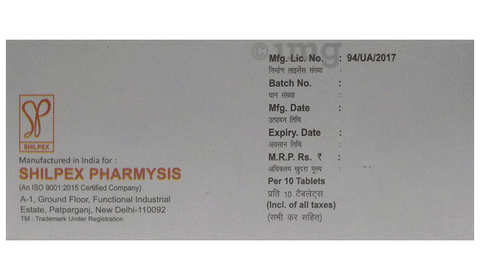 SHILPEX
Manufactured in India for :
SHILPEX PHARMYSIS
(An ISO 9001:2015 Certified Company)
A-1, Ground Floor, Functional Industrial
Estate, Patparganj, New Delhi-110092
TM : Trademark Under Registration
©1mg
Mfg. Lic. No. : 94/UA/2017
निर्माण लाइसेंस संख्या :
Batch No. :
पान संख्या :
Mfg. Date :
उत्पादन तिथि :
Expiry. Date :
अवसान तिथि :
M.R.P. Rs. ₹ :
अधिकतम खुदरा मूल्य :
Per 10 Tablets
प्रति 10 टैबलेट्स
(Incl. of all taxes)
(सभी कर सहित)